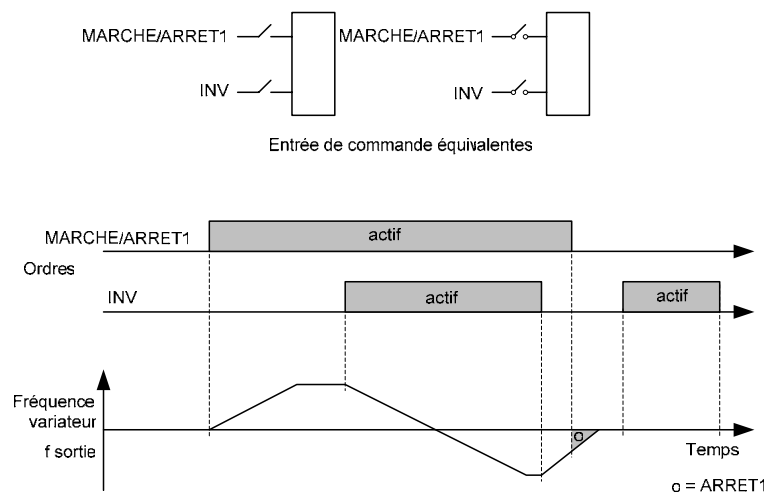 MARCHE/ARRET1
MARCHE/ARRET1
INV
INV
Entrée de commande équivalentes
MARCHE/ARRET1
actif
Ordres
INV
actif
actif
Fréquence
variateur
f sortie
o
Temps
o = ARRET1